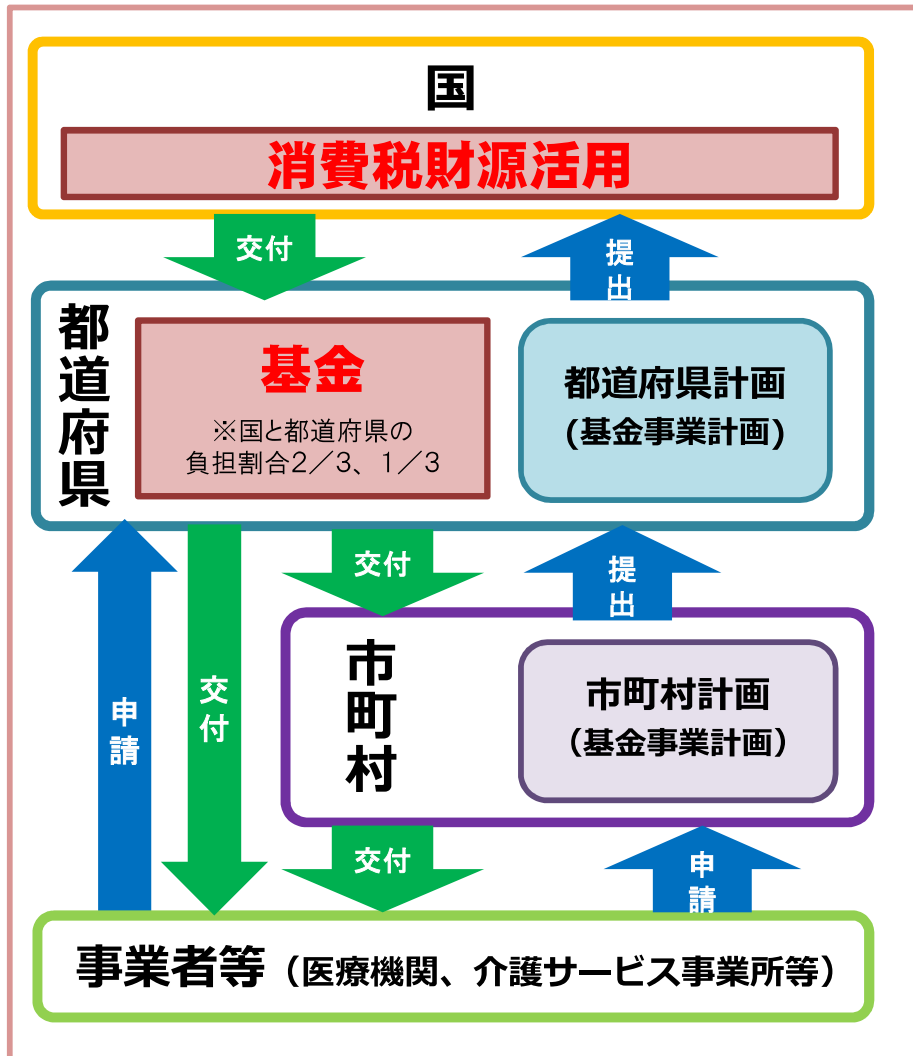 国
消費税財源活用
交付
提出
都道府県
基金
※国と都道府県の
負担割合2／3、1／3
都道府県計画
(基金事業計画)
交付
提出
申請
交付
市町村
市町村計画
（基金事業計画）
交付
申請
事業者等（医療機関、介護サービス事業所等）